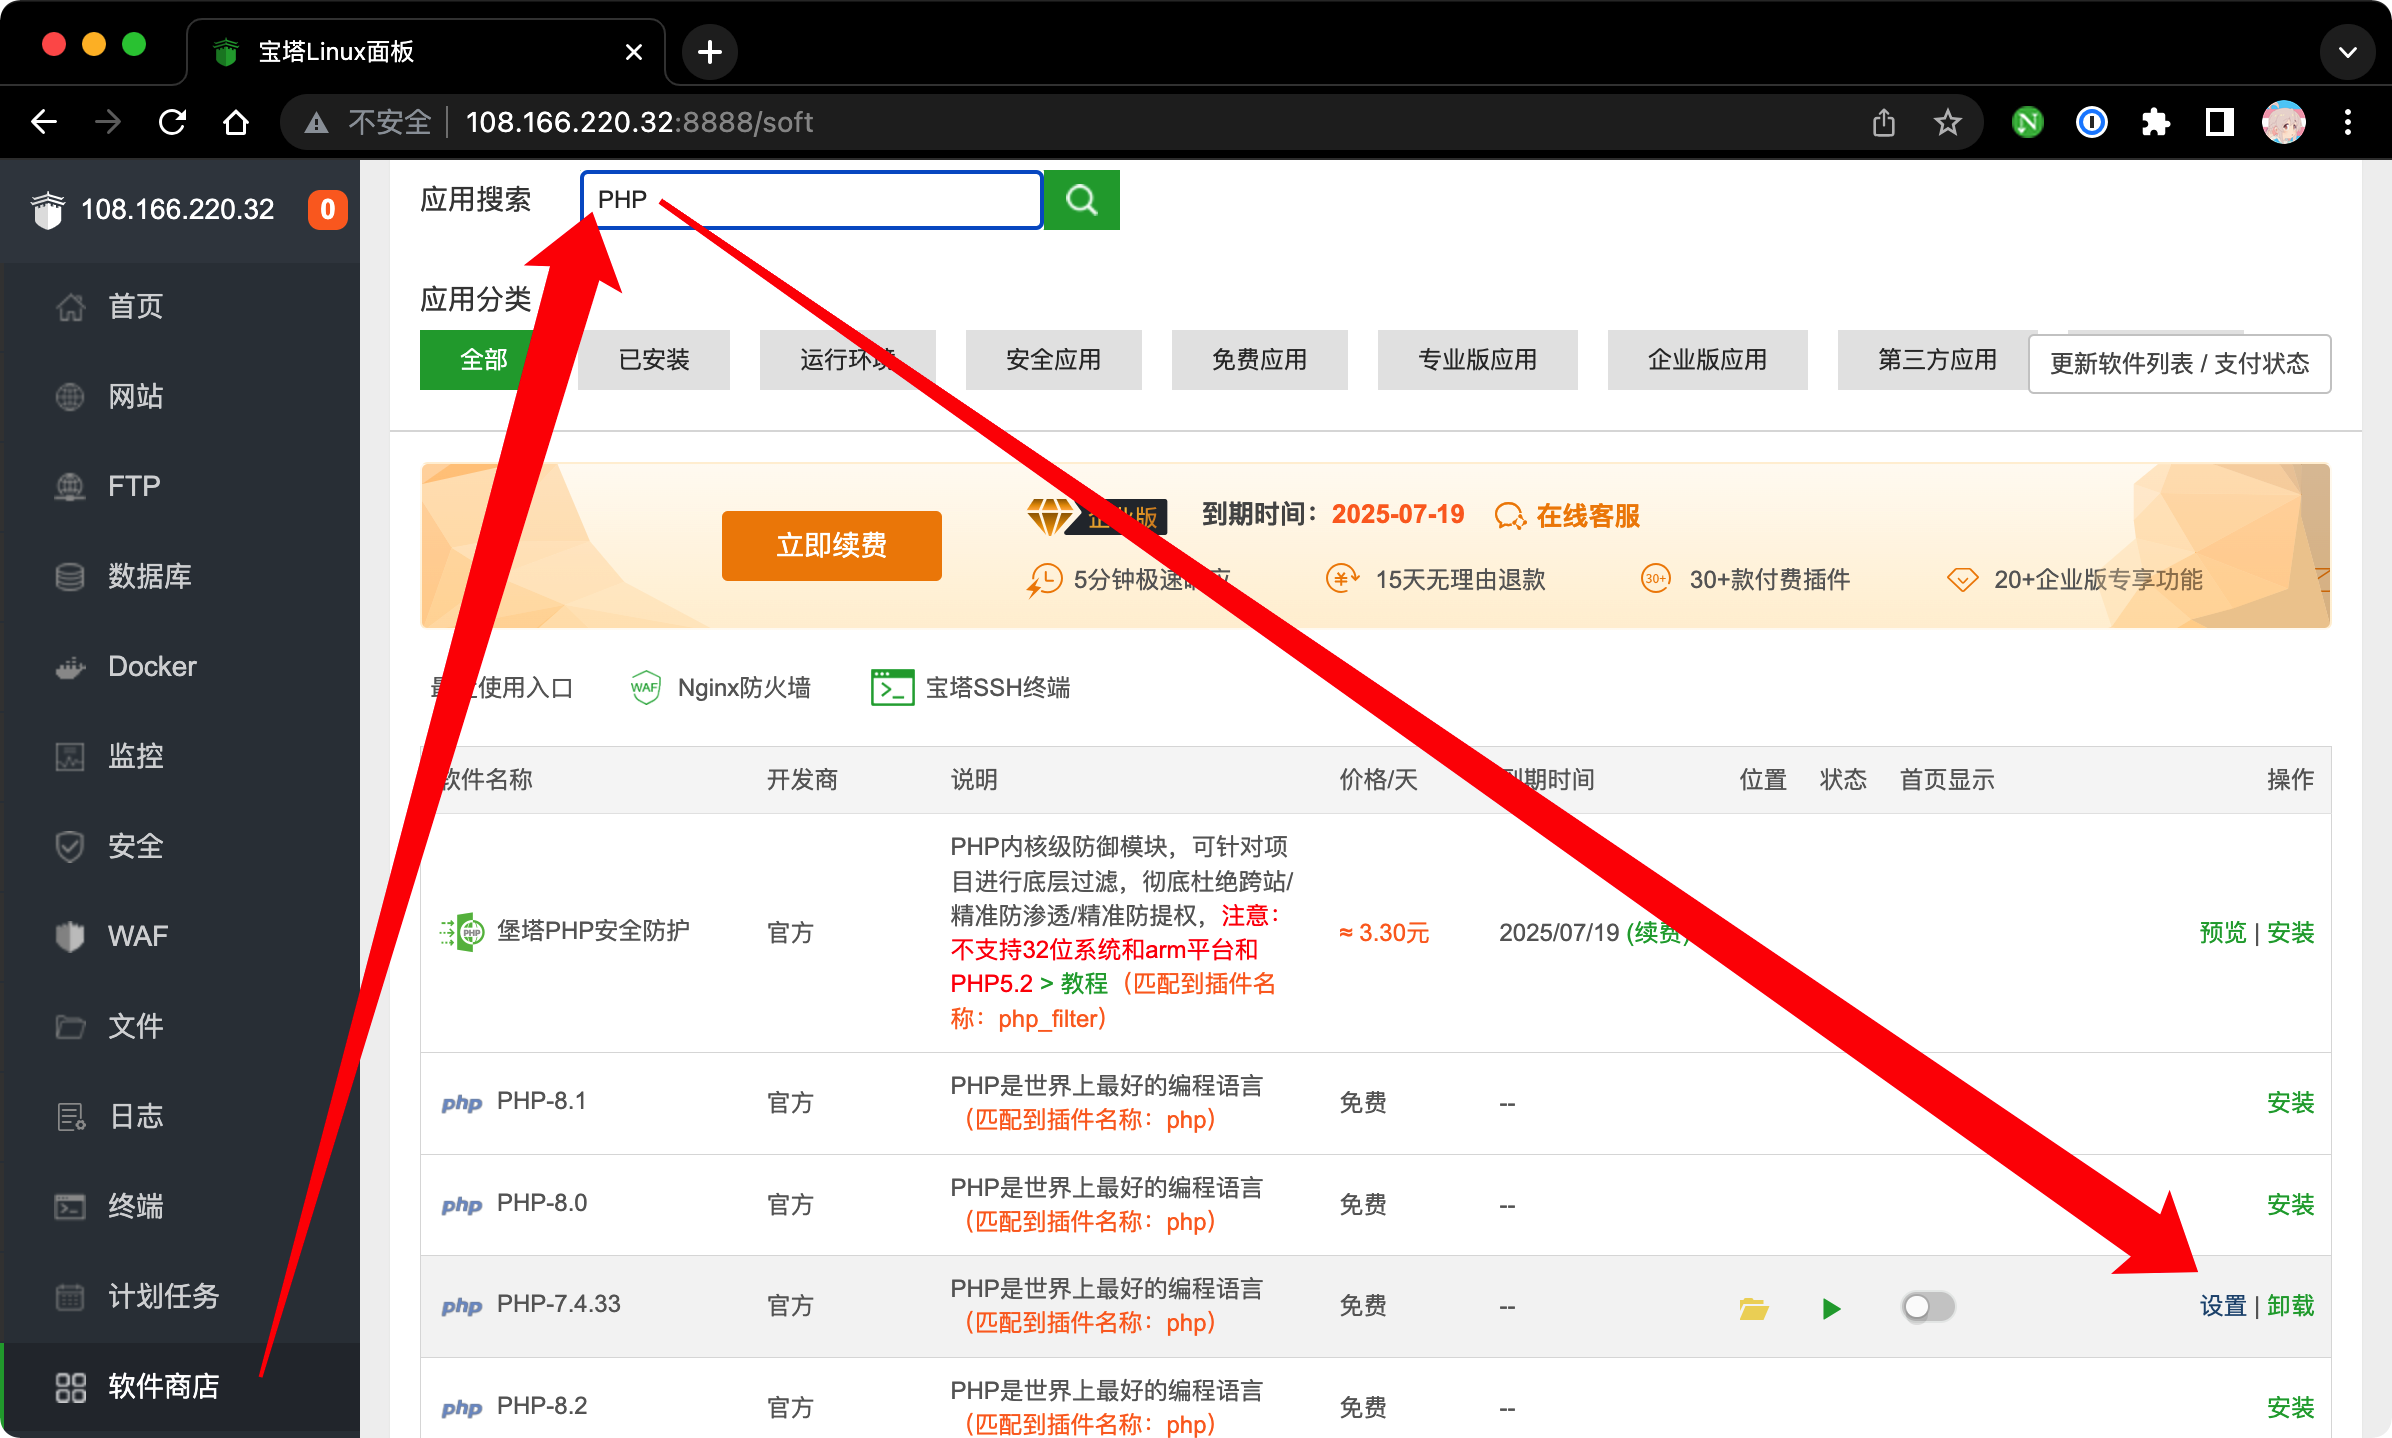 宝塔Linux面板
不安全 108.166.220.32:8888/soft
108.166.220.32 0
首页
网站
FTP
数据库
Docker
监控
安全
WAF
文件
日志
终端
计划任务
软件商店
应用搜索 PHP
应用分类
全部 已安装 运行环境 安全应用 免费应用 专业版应用 企业版应用 第三方应用 更新软件列表 / 支付状态
立即续费
企业版 到期时间：2025-07-19 在线客服
5分钟极速响应 15天无理由退款 30+ 30+款付费插件 20+企业版专享功能
使用入口 WAF Nginx防火墙 宝塔SSH终端
软件名称 开发商 说明 价格/天 到期时间 位置 状态 首页显示 操作
PHP 堡塔PHP安全防护 官方
PHP内核级防御模块，可针对项
目进行底层过滤，彻底杜绝跨站/
精准防渗透/精准防提权，注意：
不支持32位系统和arm平台和
PHP5.2 > 教程（匹配到插件名
称：php_filter）
≈ 3.30元 2025/07/19 (续费) 预览 | 安装
php PHP-8.1 官方 PHP是世界上最好的编程语言
（匹配到插件名称：php）
免费 -- 安装
php PHP-8.0 官方 PHP是世界上最好的编程语言
（匹配到插件名称：php）
免费 -- 安装
php PHP-7.4.33 官方 PHP是世界上最好的编程语言
（匹配到插件名称：php）
免费 -- 设置 | 卸载
php PHP-8.2 官方 PHP是世界上最好的编程语言
（匹配到插件名称：php）
免费 -- 安装